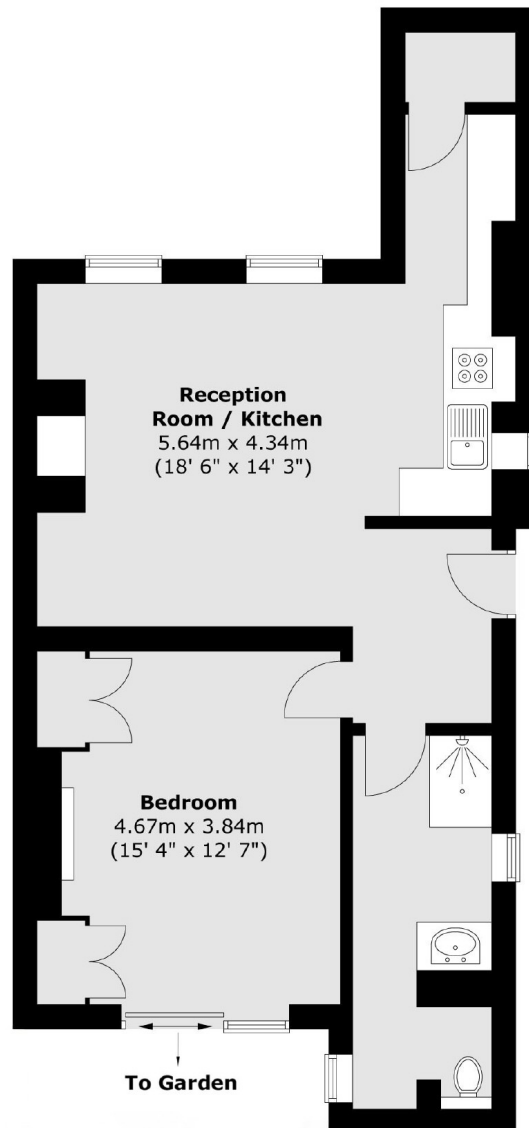 Reception
Room / Kitchen
5.64m x 4.34m
(18' 6" x 14' 3")
Bedroom
4.67m x 3.84m
(15' 4" x 12' 7")
To Garden